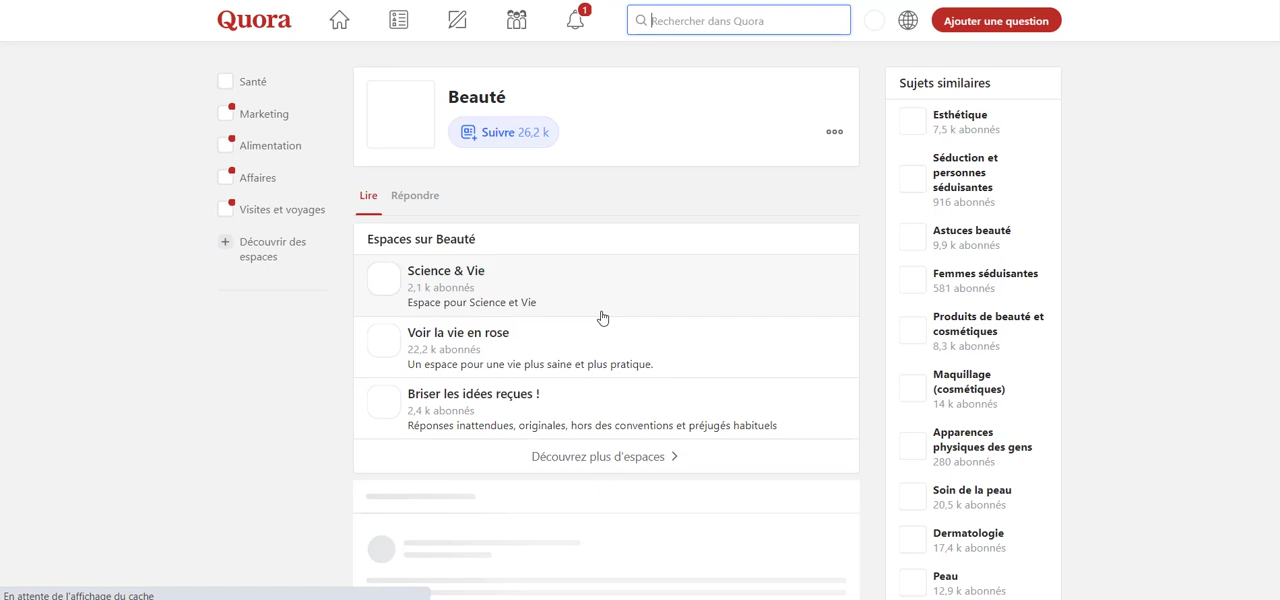 Quora
1
Rechercher dans Quora
Ajouter une question
Santé
Marketing
Alimentation
Affaires
Visites et voyages
+ Découvrir des
espaces
Beauté
Suivre 26,2 k
Lire
Répondre
Espaces sur Beauté
Science & Vie
2,1 k abonnés
Espace pour Science et Vie
Voir la vie en rose
22,2 k abonnés
Un espace pour une vie plus saine et plus pratique.
Briser les idées reçues !
2,4 k abonnés
Réponses inattendues, originales, hors des conventions et préjugés habituels
Découvrez plus d'espaces
Sujets similaires
Esthétique
7,5 k abonnés
Séduction et
personnes
séduisantes
916 abonnés
Astuces beauté
9,9 k abonnés
Femmes séduisantes
581 abonnés
Produits de beauté et
cosmétiques
8,3 k abonnés
Maquillage
(cosmétiques)
14 k abonnés
Apparences
physiques des gens
280 abonnés
Soin de la peau
20,5 k abonnés
Dermatologie
17,4 k abonnés
Peau
12,9 k abonnés
En attente de l'affichage du cache